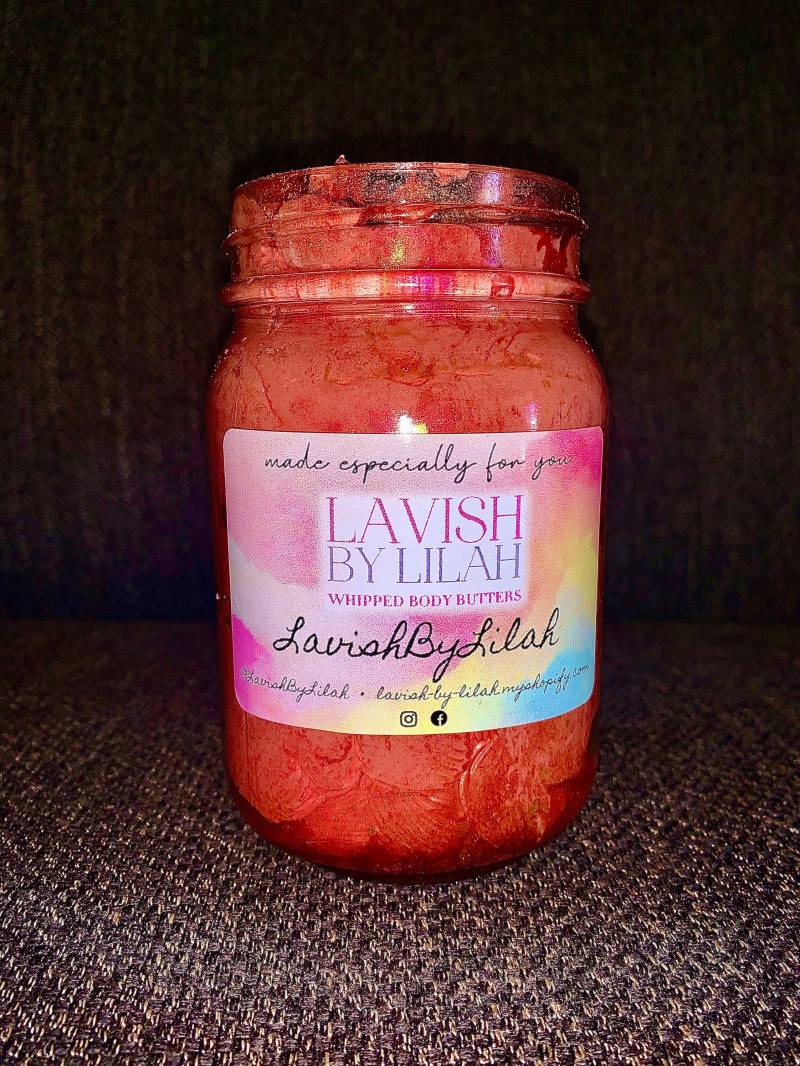 made especially for you
LAVISH
BY LILAH
WHIPPED BODY BUTTERS
LavishByLilah
@LavishByLilah • lavish-by-lilah.myshopify.com